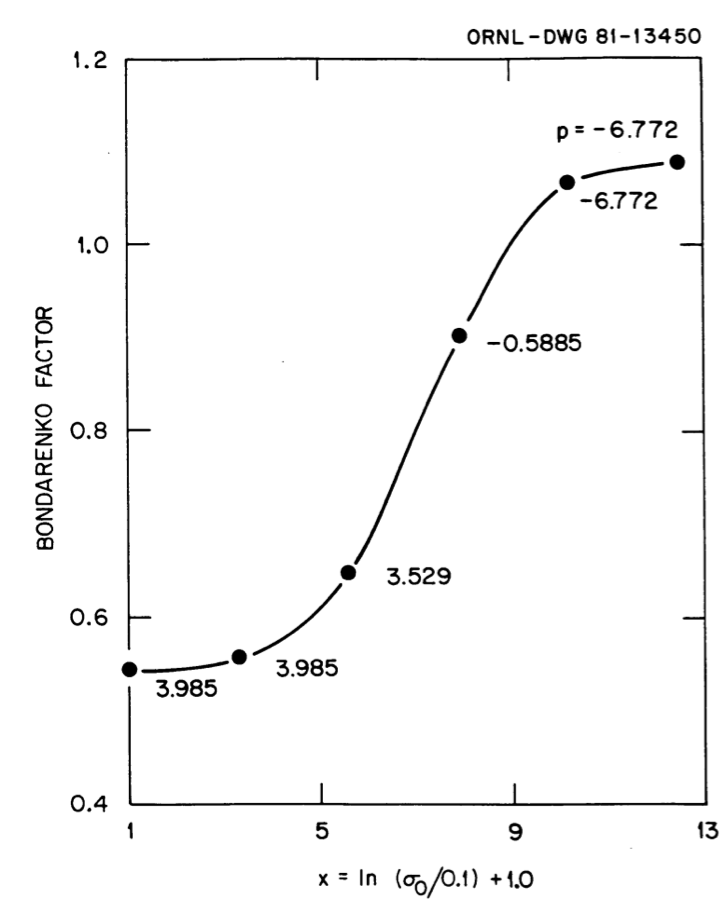 ORNL-DWG 81-13450
1.2
p = -6.772
-6.772
1.0
-0.5885
0.8
3.529
0.6
3.985
3.985
0.4
1 5 9 13
BONDARENKO FACTOR
x = ln (σ₀/0.1) + 1.0